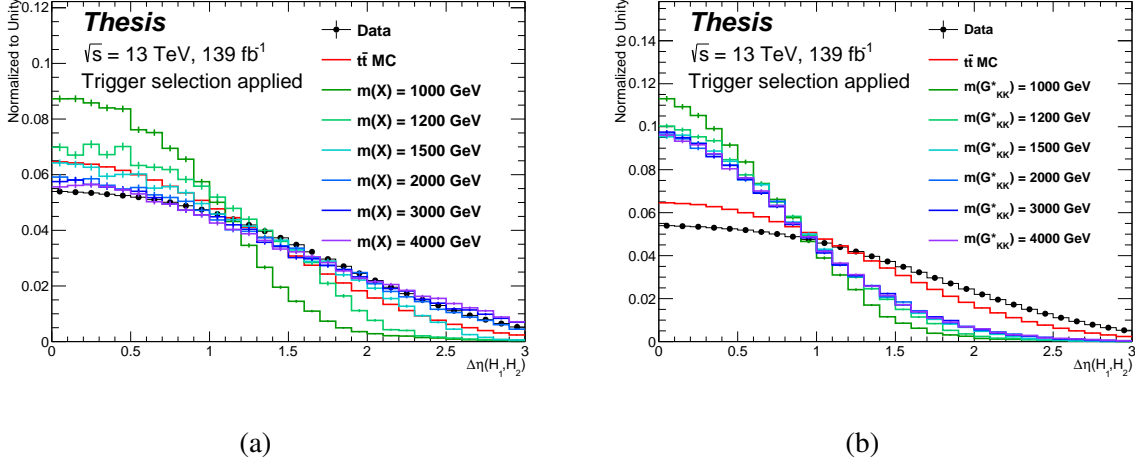 Normalized to Unity
0.12
0.1
0.08
0.06
0.04
0.02
0
0 0.5 1 1.5 2 2.5 3
Δη(H₁,H₂)
Thesis
√s = 13 TeV, 139 fb⁻¹
Trigger selection applied
Data
tt̄ MC
m(X) = 1000 GeV
m(X) = 1200 GeV
m(X) = 1500 GeV
m(X) = 2000 GeV
m(X) = 3000 GeV
m(X) = 4000 GeV
(a)
Normalized to Unity
0.14
0.12
0.1
0.08
0.06
0.04
0.02
0
0 0.5 1 1.5 2 2.5 3
Δη(H₁,H₂)
Thesis
√s = 13 TeV, 139 fb⁻¹
Trigger selection applied
Data
tt̄ MC
m(G*KK) = 1000 GeV
m(G*KK) = 1200 GeV
m(G*KK) = 1500 GeV
m(G*KK) = 2000 GeV
m(G*KK) = 3000 GeV
m(G*KK) = 4000 GeV
(b)